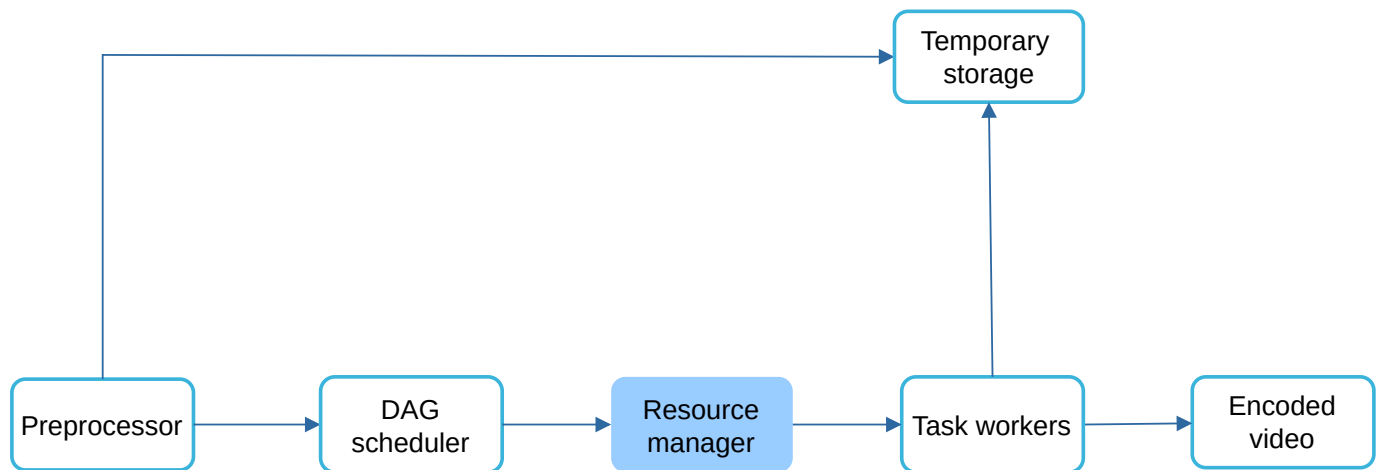 Temporary
storage
Preprocessor
DAG
scheduler
Resource
manager
Task workers
Encoded
video